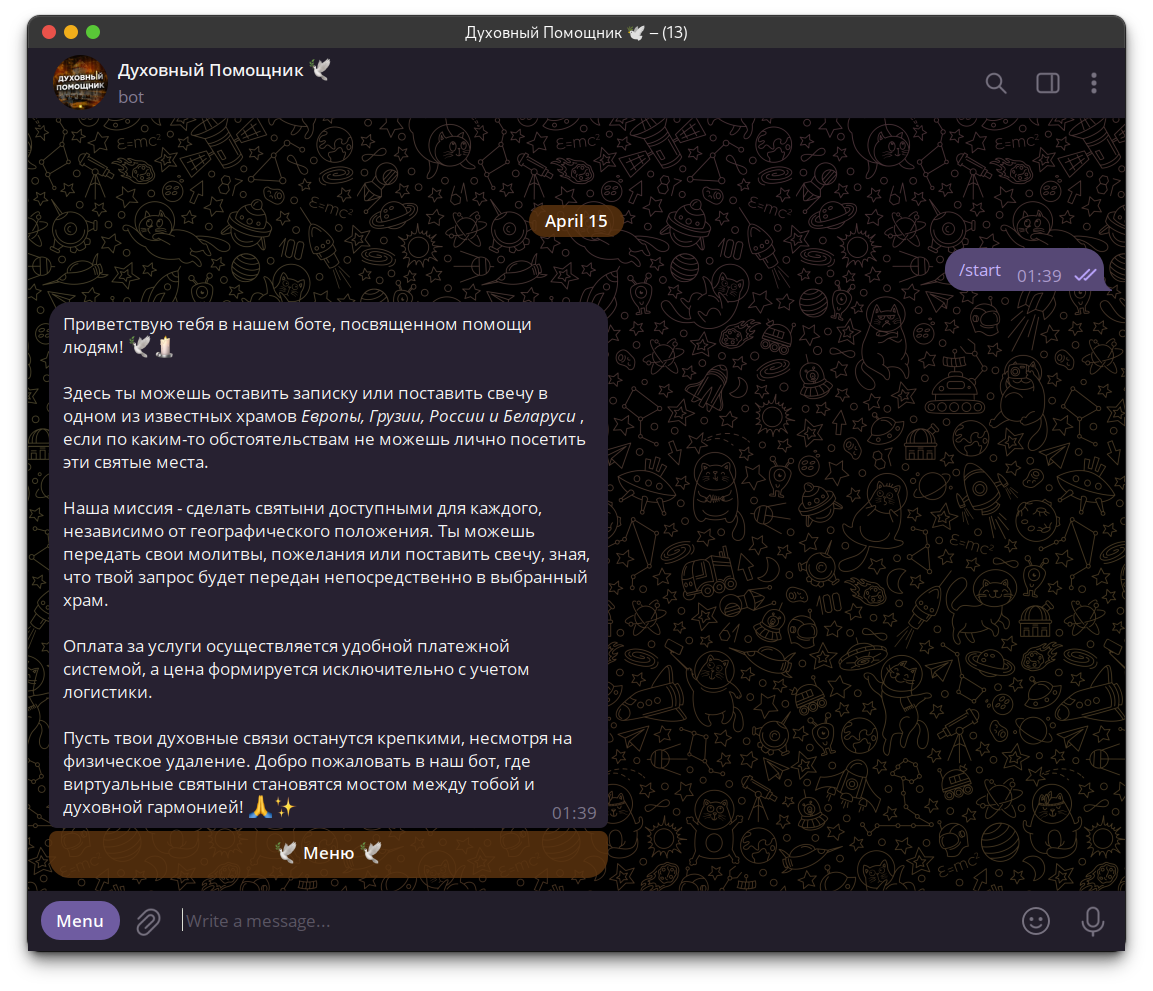 Духовный Помощник 🕊 – (13)
ДУХОВНЫЙ
ПОМОЩНИК
Духовный Помощник 🕊
bot
April 15
/start 01:39
Приветствую тебя в нашем боте, посвященном помощи
людям! 🕊🕯
Здесь ты можешь оставить записку или поставить свечу в
одном из известных храмов Европы, Грузии, России и Беларуси ,
если по каким-то обстоятельствам не можешь лично посетить
эти святые места.
Наша миссия - сделать святыни доступными для каждого,
независимо от географического положения. Ты можешь
передать свои молитвы, пожелания или поставить свечу, зная,
что твой запрос будет передан непосредственно в выбранный
храм.
Оплата за услуги осуществляется удобной платежной
системой, а цена формируется исключительно с учетом
логистики.
Пусть твои духовные связи останутся крепкими, несмотря на
физическое удаление. Добро пожаловать в наш бот, где
виртуальные святыни становятся мостом между тобой и
духовной гармонией! 🙏✨ 01:39
🕊 Меню 🕊
Menu
Write a message...